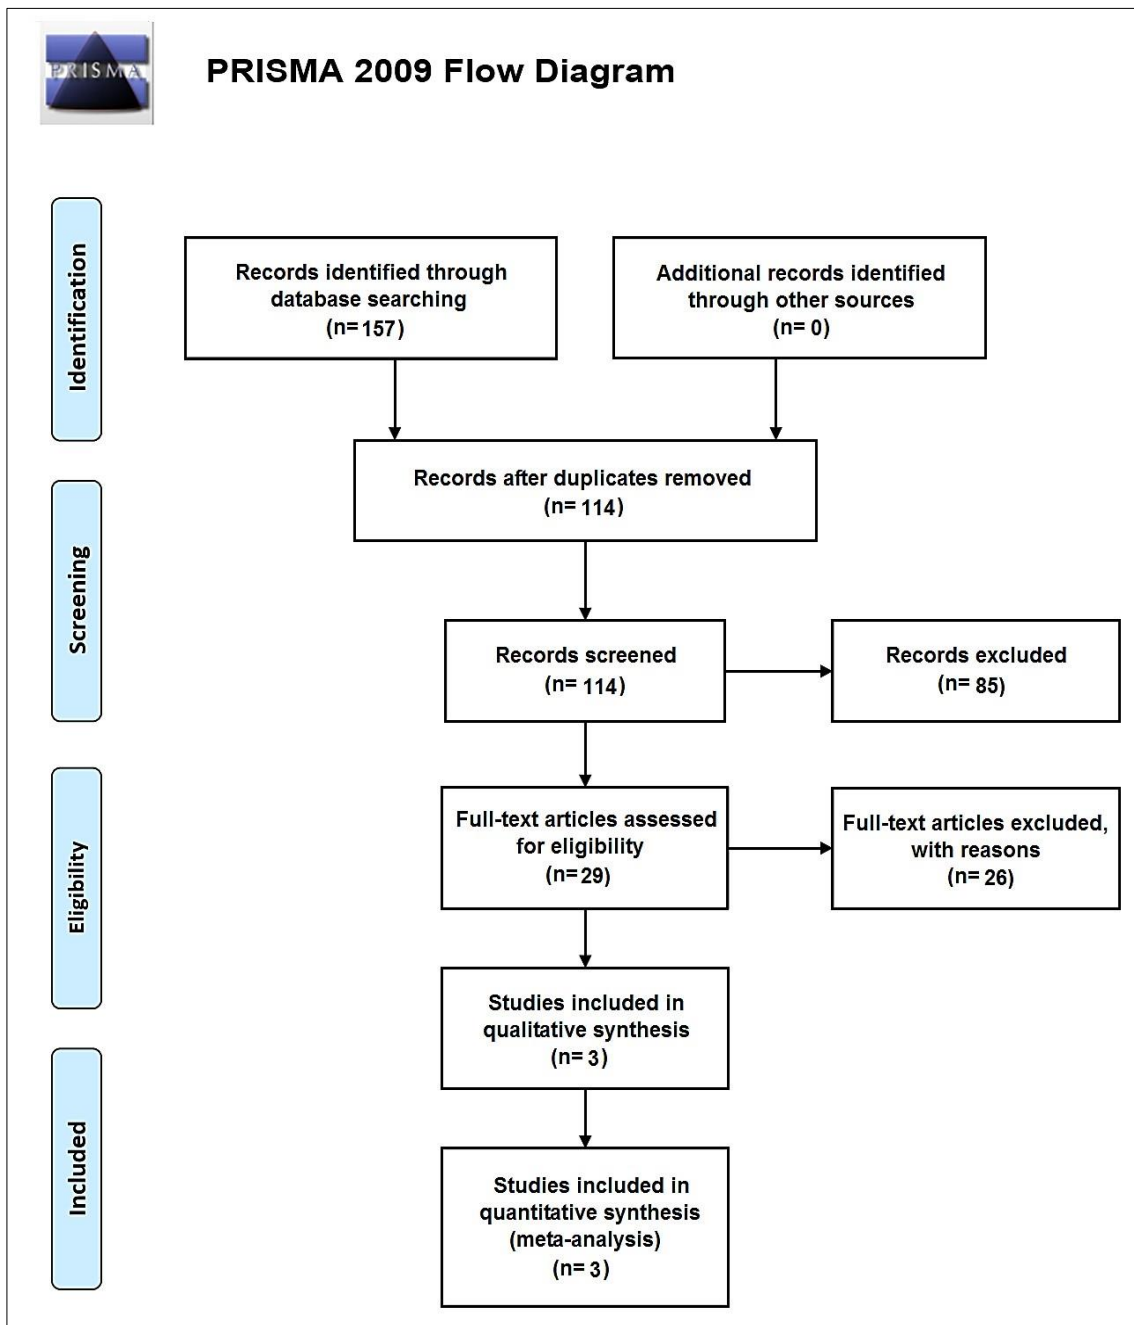 PRISMA
PRISMA 2009 Flow Diagram
Identification
Records identified through
database searching
(n= 157)
Additional records identified
through other sources
(n= 0)
Records after duplicates removed
(n= 114)
Screening
Records screened
(n= 114)
Records excluded
(n= 85)
Eligibility
Full-text articles assessed
for eligibility
(n= 29)
Full-text articles excluded,
with reasons
(n= 26)
Studies included in
qualitative synthesis
(n= 3)
Included
Studies included in
quantitative synthesis
(meta-analysis)
(n= 3)